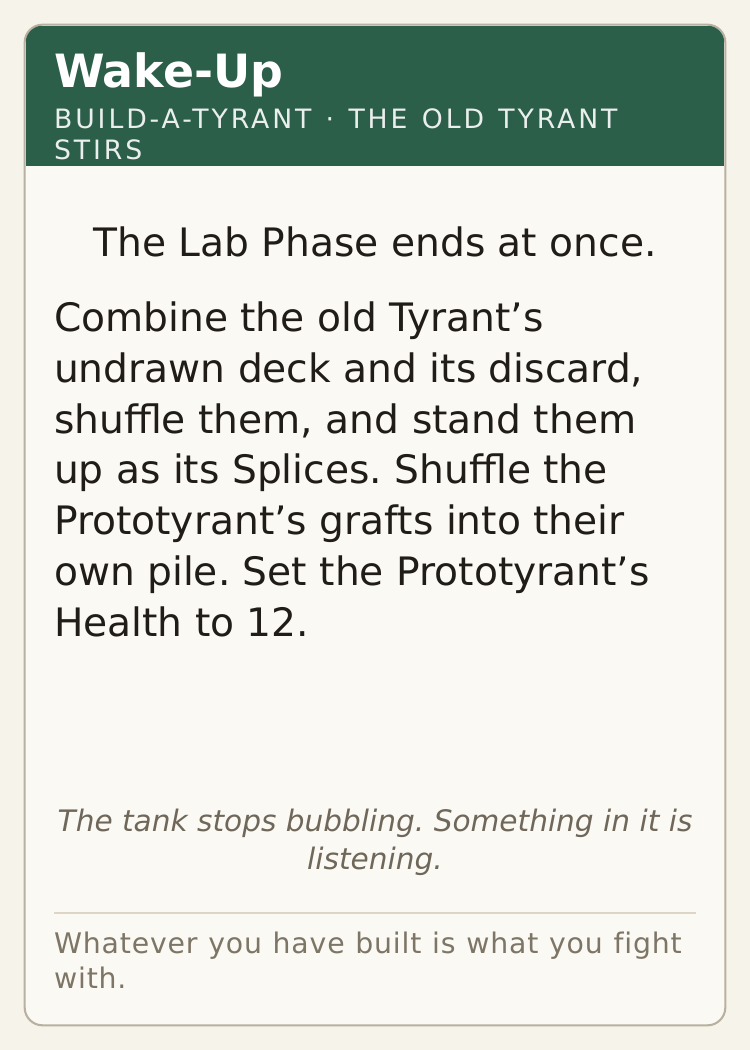 Wake-Up
BUILD-A-TYRANT · THE OLD TYRANT
STIRS
The Lab Phase ends at once.
Combine the old Tyrant’s
undrawn deck and its discard,
shuffle them, and stand them
up as its Splices. Shuffle the
Prototyrant’s grafts into their
own pile. Set the Prototyrant’s
Health to 12.
The tank stops bubbling. Something in it is
listening.
Whatever you have built is what you fight
with.